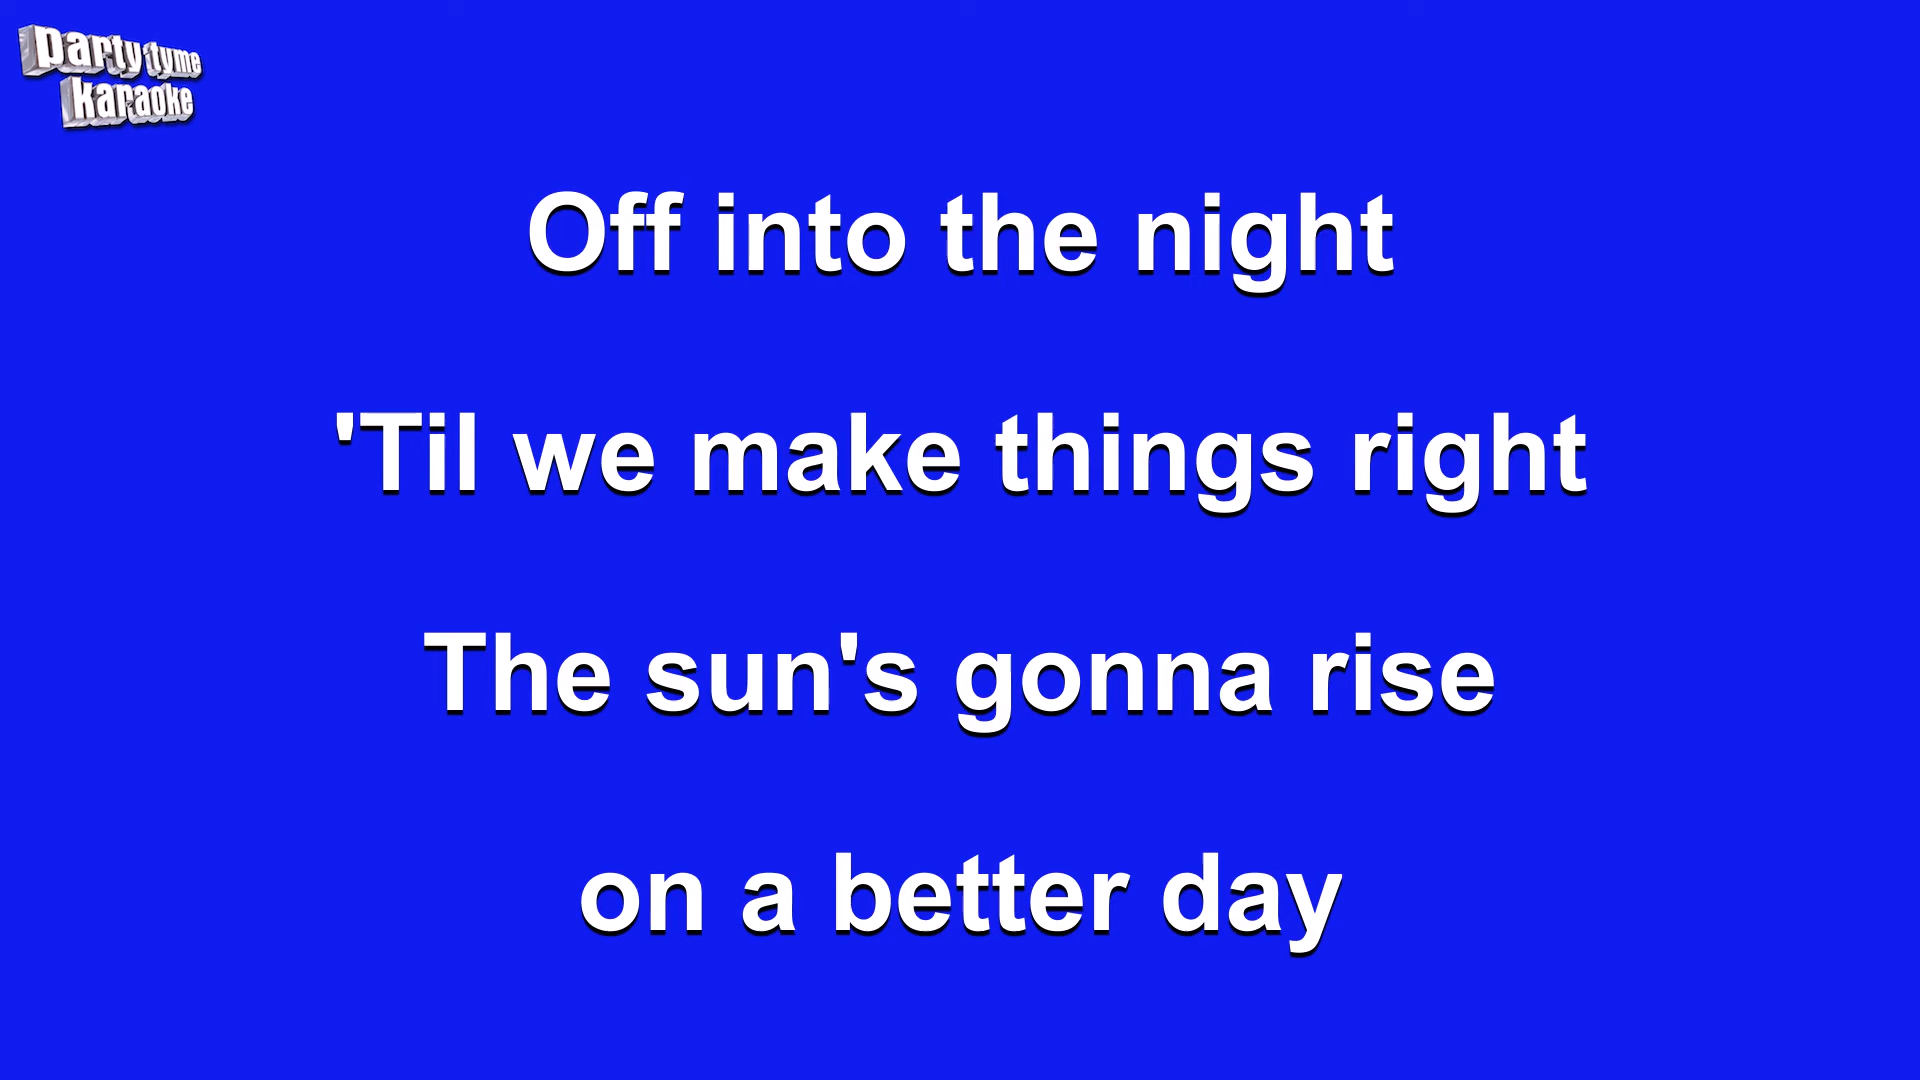 party tyme
karaoke
Off into the night
'Til we make things right
The sun's gonna rise
on a better day